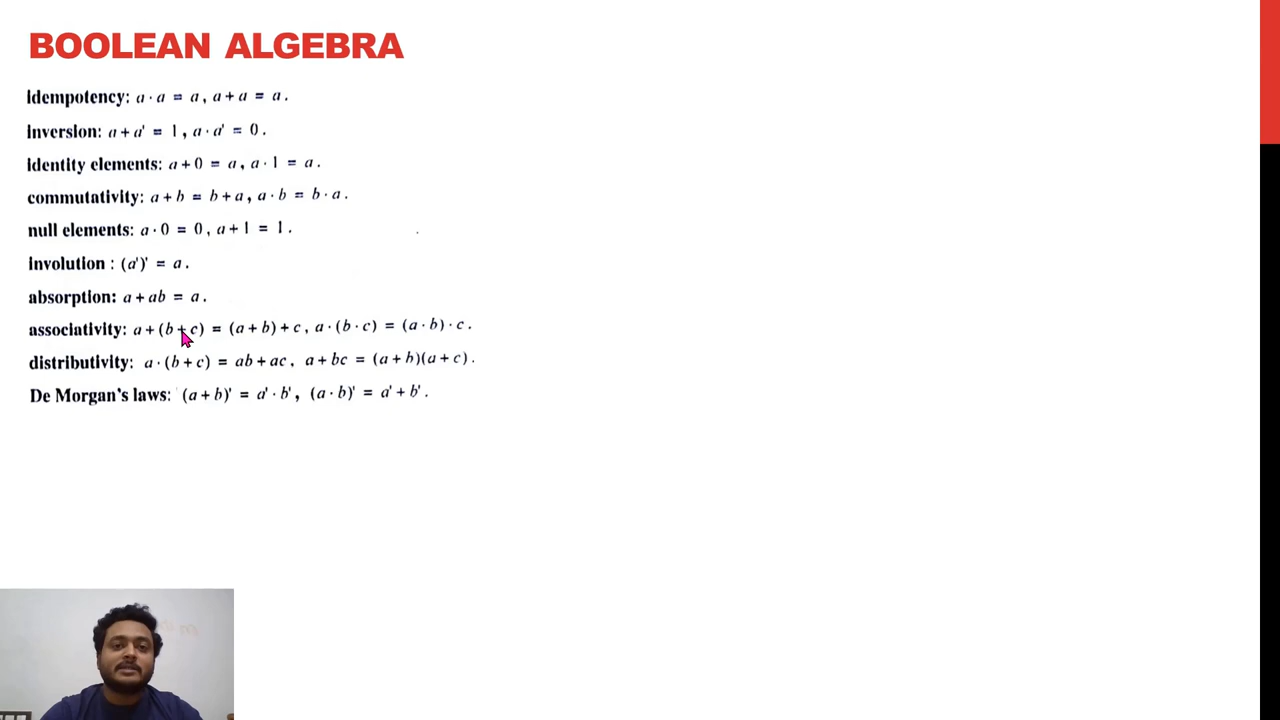 BOOLEAN ALGEBRA
idempotency: a · a = a, a + a = a.
inversion: a + a' = 1, a · a' = 0.
identity elements: a + 0 = a, a · 1 = a.
commutativity: a + b = b + a, a · b = b · a.
null elements: a · 0 = 0, a + 1 = 1.
involution : (a')' = a.
absorption: a + ab = a.
associativity: a + (b + c) = (a + b) + c, a · (b · c) = (a · b) · c.
distributivity: a · (b + c) = ab + ac, a + bc = (a + b)(a + c).
De Morgan's laws: (a + b)' = a' · b', (a · b)' = a' + b'.